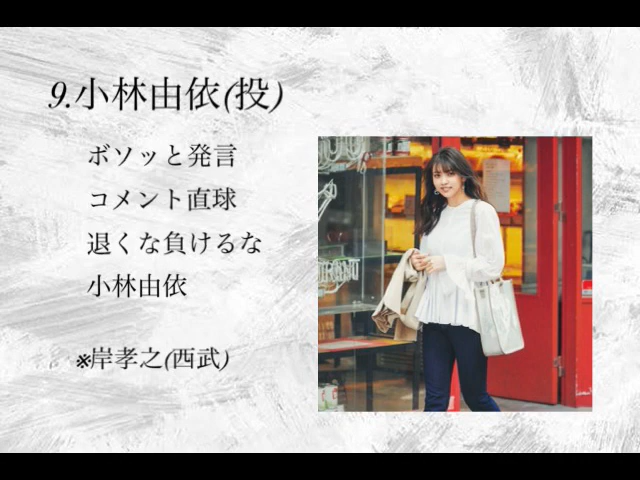 9.小林由依(投)
ボソッと発言
コメント直球
退くな負けるな
小林由依
※岸孝之(西武)